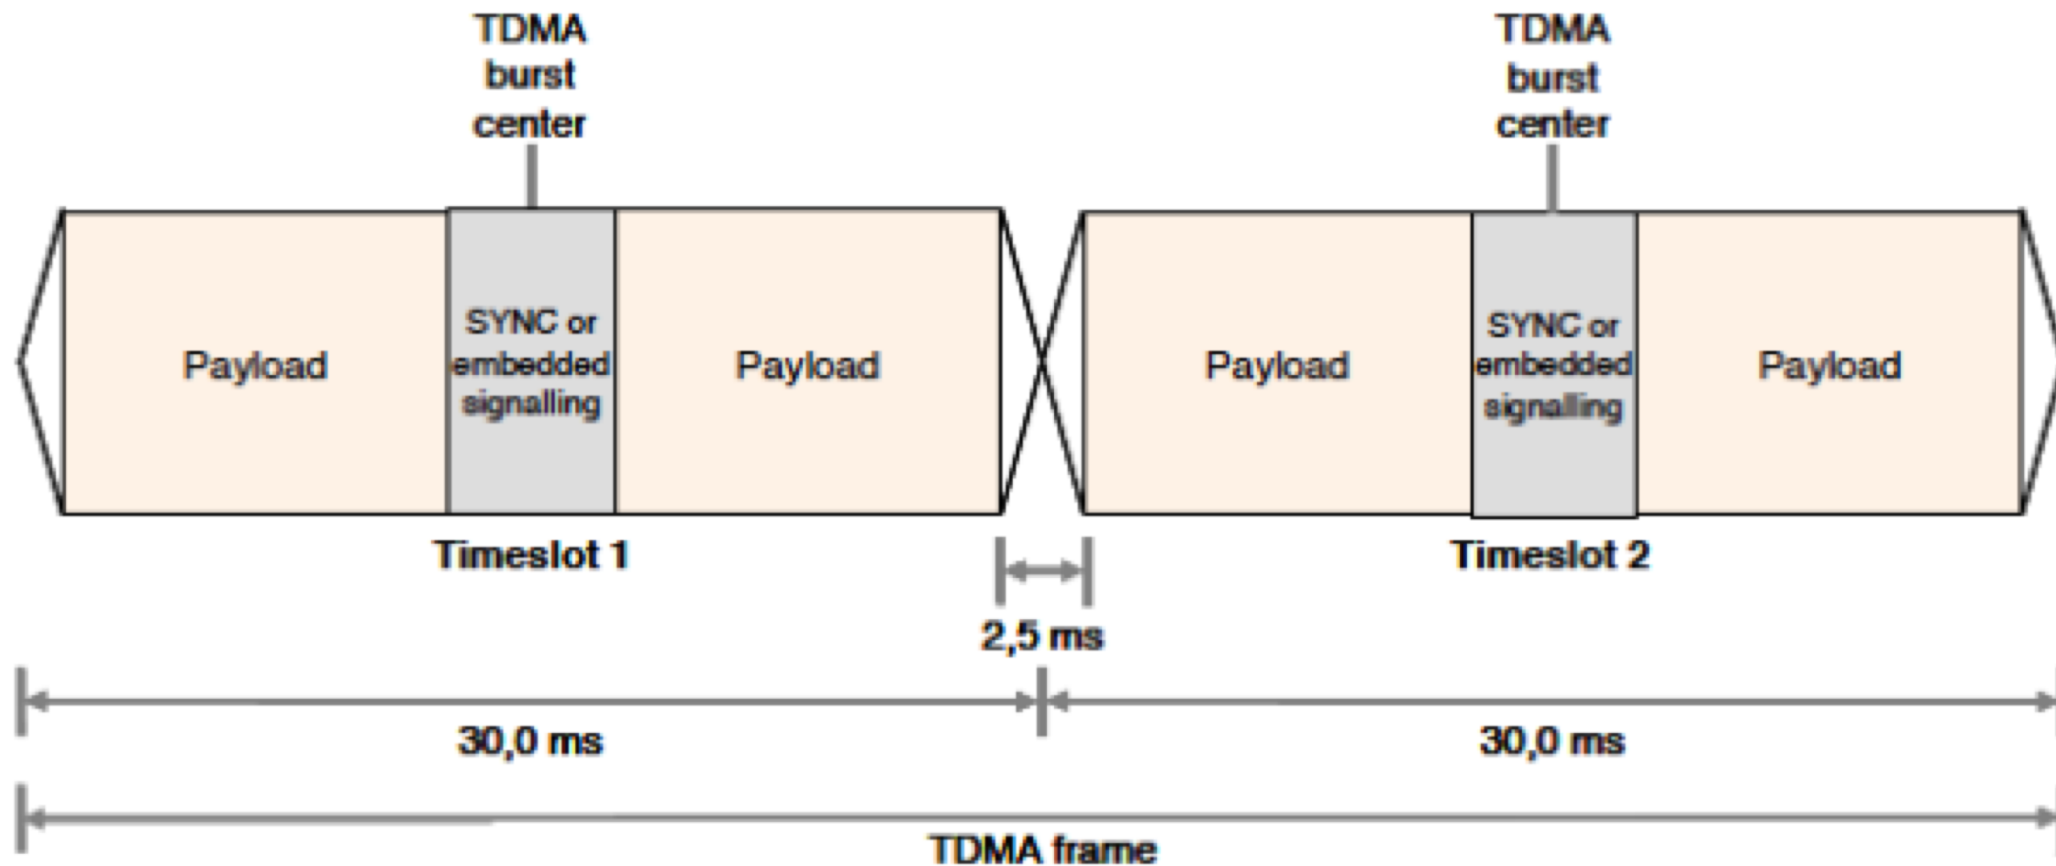 TDMA
burst
center
TDMA
burst
center
Payload
SYNC or
embedded
signalling
Payload
Payload
SYNC or
embedded
signalling
Payload
Timeslot 1
Timeslot 2
2,5 ms
30,0 ms
30,0 ms
TDMA frame